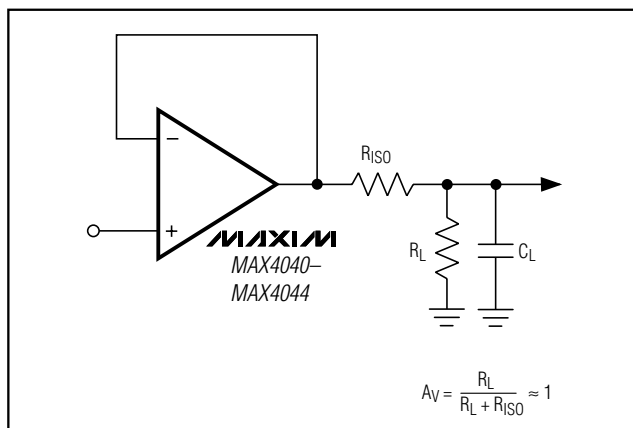 −
RISO
+
MAXIM
MAX4040–
MAX4044
RL
CL
AV = RL / RL + RISO ≈ 1